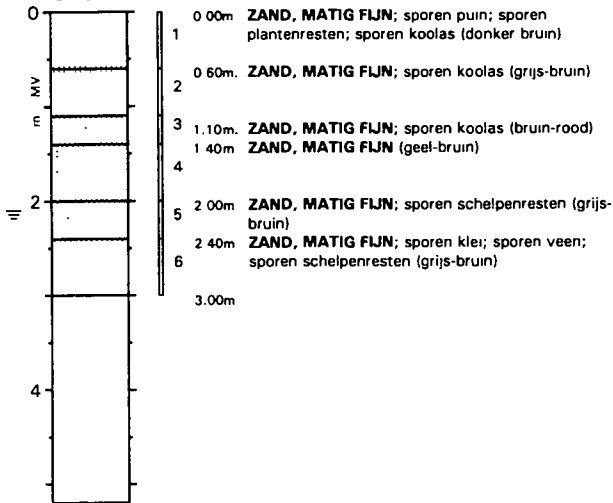 0
1
0 00m ZAND, MATIG FIJN; sporen puin; sporen
plantenresten; sporen koolas (donker bruin)
0 60m. ZAND, MATIG FIJN; sporen koolas (grijs-bruin)
2
m MV
3
1.10m. ZAND, MATIG FIJN; sporen koolas (bruin-rood)
1 40m ZAND, MATIG FIJN (geel-bruin)
4
2
5
2 00m ZAND, MATIG FIJN; sporen schelpenresten (grijs-
bruin)
2 40m ZAND, MATIG FIJN; sporen klei; sporen veen;
6
sporen schelpenresten (grijs-bruin)
3.00m
4